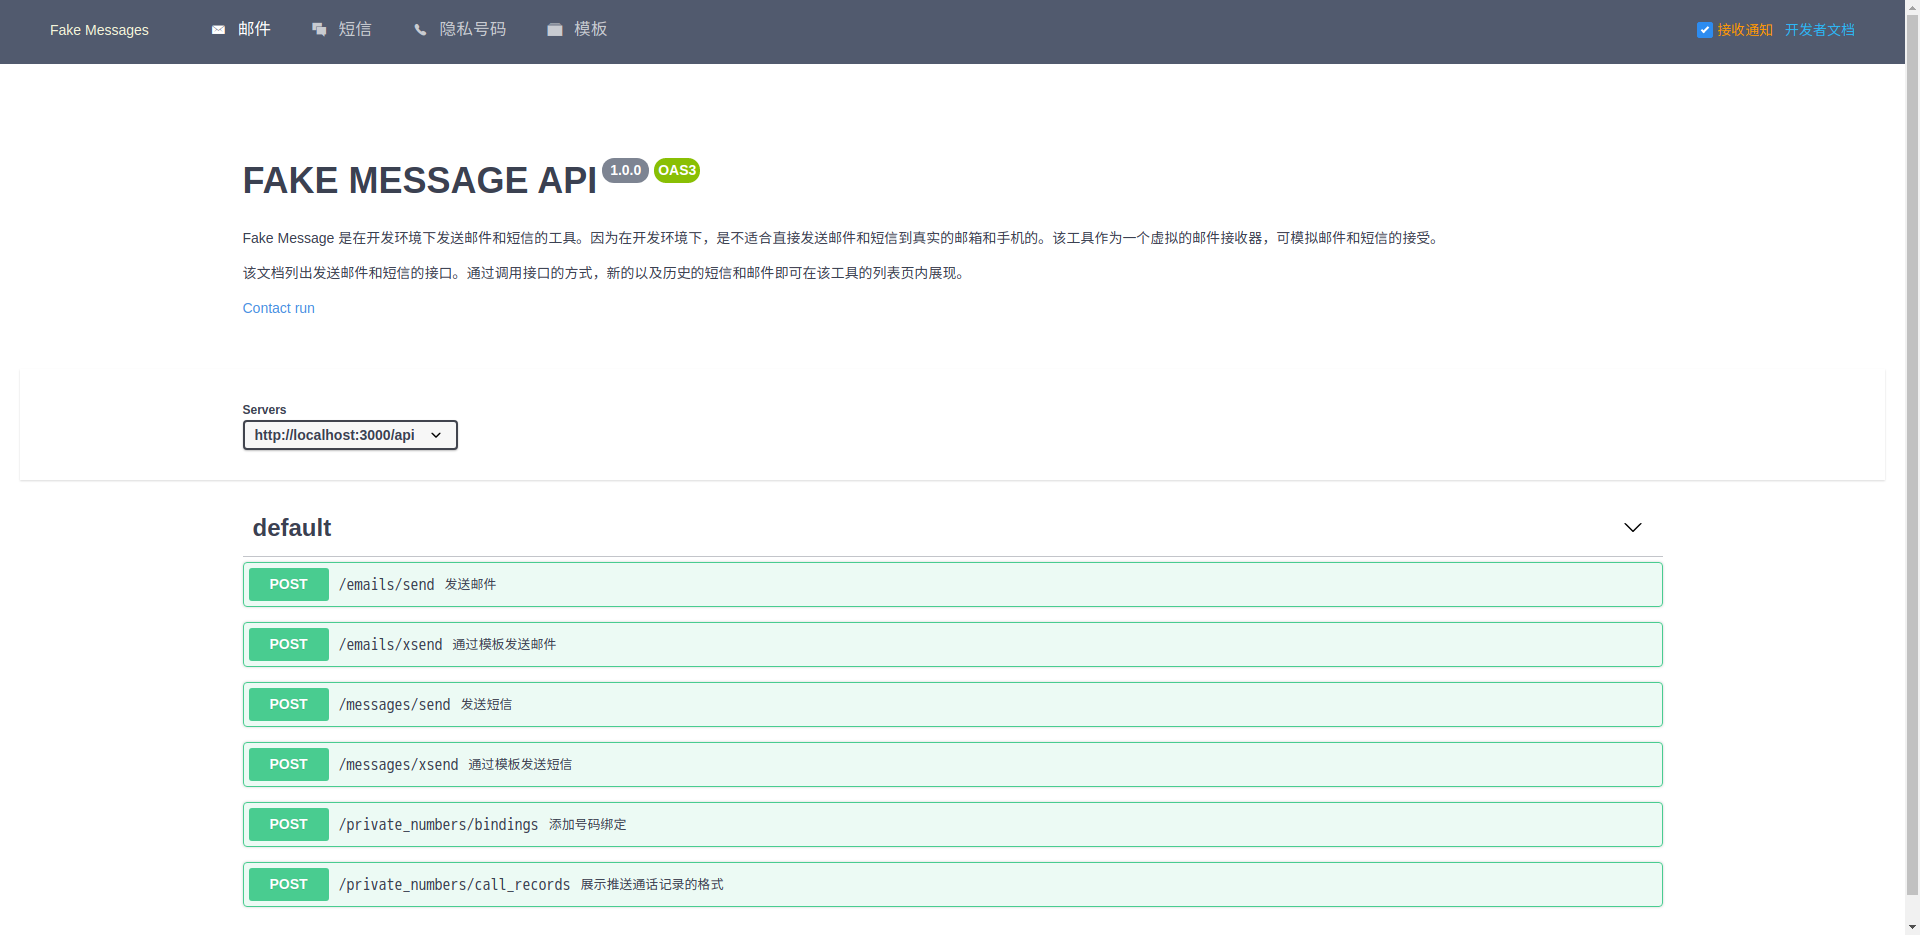 Fake Messages 邮件 短信 隐私号码 模板 接收通知 开发者文档
FAKE MESSAGE API 1.0.0 OAS3
Fake Message 是在开发环境下发送邮件和短信的工具。因为在开发环境下，是不适合直接发送邮件和短信到真实的邮箱和手机的。该工具作为一个虚拟的邮件接收器，可模拟邮件和短信的接受。
该文档列出发送邮件和短信的接口。通过调用接口的方式，新的以及历史的短信和邮件即可在该工具的列表页内展现。
Contact run
Servers
http://localhost:3000/api
default
POST /emails/send 发送邮件
POST /emails/xsend 通过模板发送邮件
POST /messages/send 发送短信
POST /messages/xsend 通过模板发送短信
POST /private_numbers/bindings 添加号码绑定
POST /private_numbers/call_records 展示推送通话记录的格式